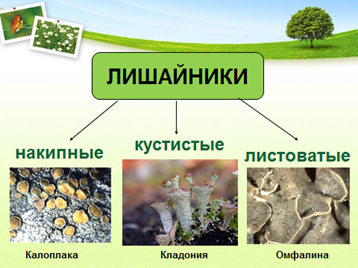 ЛИШАЙНИКИ
накипные
кустистые
листоватые
Калоплака
Кладония
Омфалина